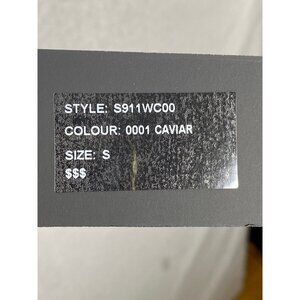 STYLE: S911WC00
COLOUR: 0001 CAVIAR
SIZE: S
$$$